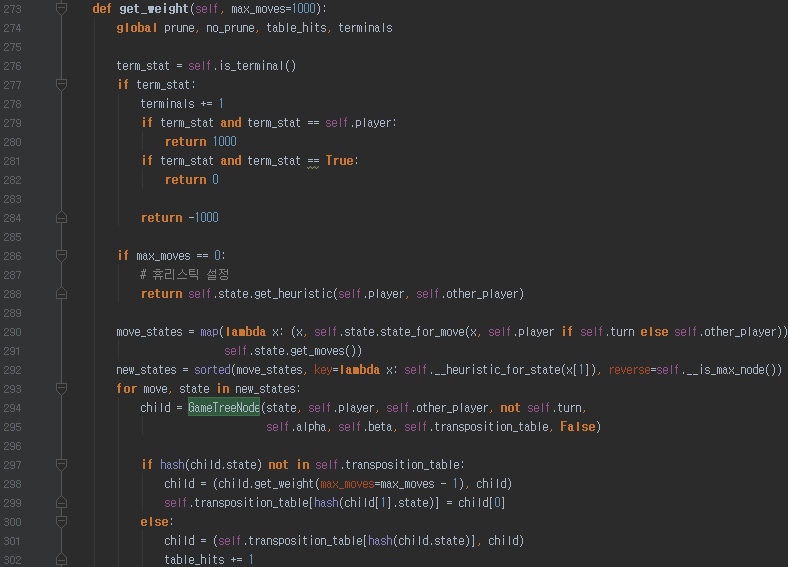 273 def get_weight(self, max_moves=1000):
274 global prune, no_prune, table_hits, terminals
275
276 term_stat = self.is_terminal()
277 if term_stat:
278 terminals += 1
279 if term_stat and term_stat == self.player:
280 return 1000
281 if term_stat and term_stat == True:
282 return 0
283
284 return -1000
285
286 if max_moves == 0:
287 # 휴리스틱 설정
288 return self.state.get_heuristic(self.player, self.other_player)
289
290 move_states = map(lambda x: (x, self.state.state_for_move(x, self.player if self.turn else self.other_player))
291 self.state.get_moves())
292 new_states = sorted(move_states, key=lambda x: self.__heuristic_for_state(x[1]), reverse=self.__is_max_node())
293 for move, state in new_states:
294 child = GameTreeNode(state, self.player, self.other_player, not self.turn,
295 self.alpha, self.beta, self.transposition_table, False)
296
297 if hash(child.state) not in self.transposition_table:
298 child = (child.get_weight(max_moves=max_moves - 1), child)
299 self.transposition_table[hash(child[1].state)] = child[0]
300 else:
301 child = (self.transposition_table[hash(child.state)], child)
302 table_hits += 1